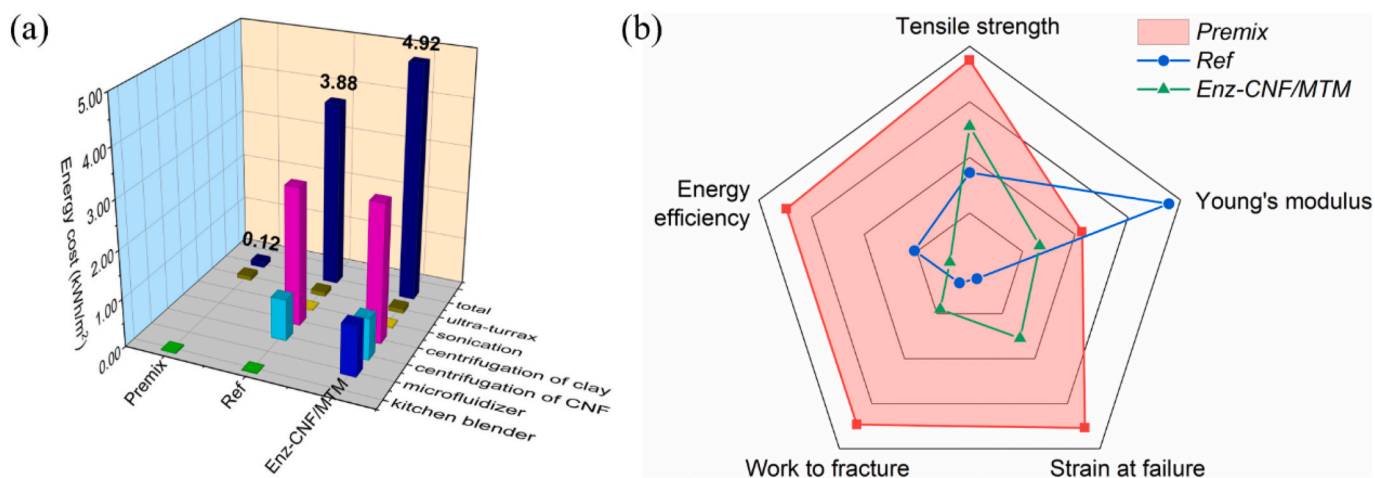 (a)
5.00
4.00
3.00
2.00
1.00
0.00
Energy cost (kWh/m²)
0.12
3.88
4.92
Premix
Ref
Enz-CNF/MTM
total
ultra-turrax
sonication
centrifugation of clay
centrifugation of CNF
microfluidizer
kitchen blender
(b)
Tensile strength
Premix
Ref
Enz-CNF/MTM
Energy
efficiency
Young's modulus
Work to fracture
Strain at failure